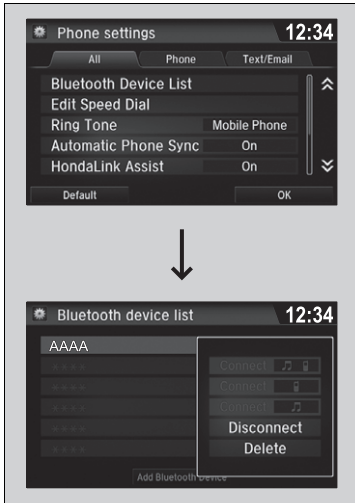 Phone settings 12:34
All Phone Text/Email
Bluetooth Device List
Edit Speed Dial
Ring Tone Mobile Phone
Automatic Phone Sync On
HondaLink Assist On
Default OK
Bluetooth device list 12:34
AAAA
Connect
Connect
Connect
Disconnect
Delete
Add Bluetooth Device